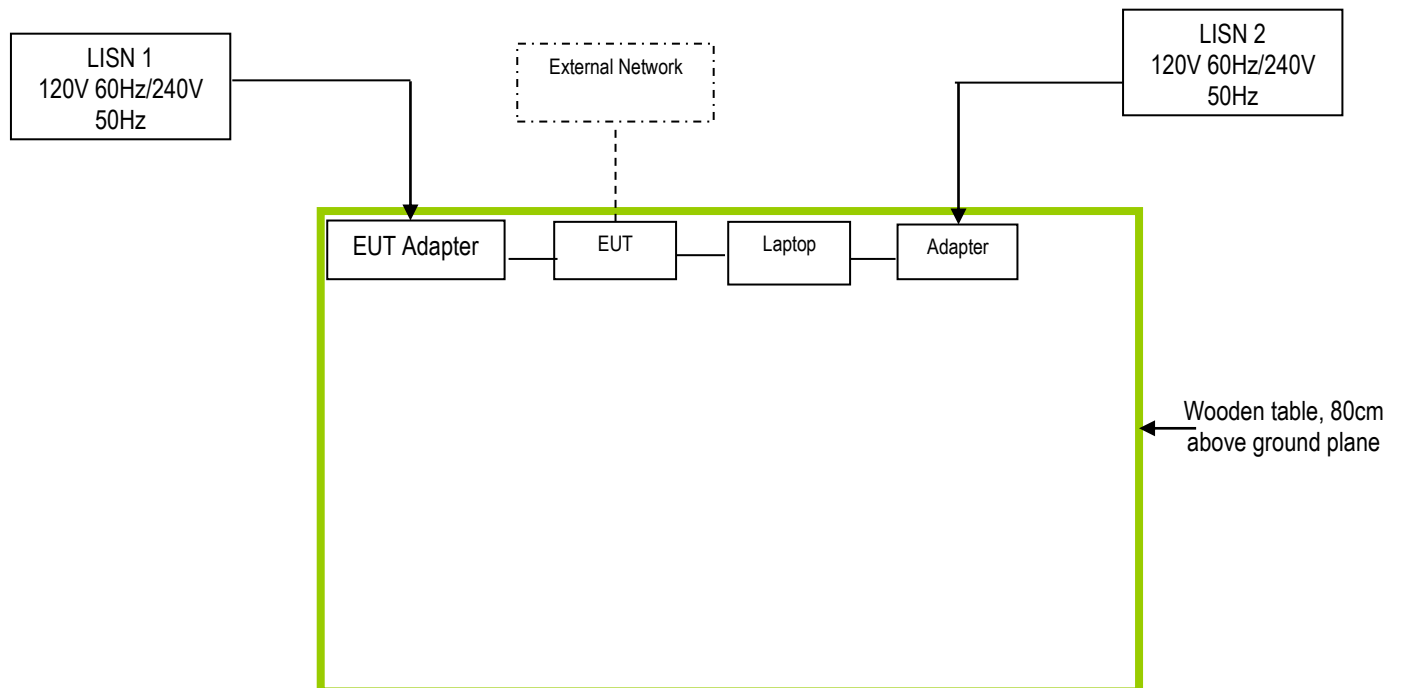 LISN 1
120V 60Hz/240V
50Hz
External Network
LISN 2
120V 60Hz/240V
50Hz
EUT Adapter
EUT
Laptop
Adapter
Wooden table, 80cm
above ground plane